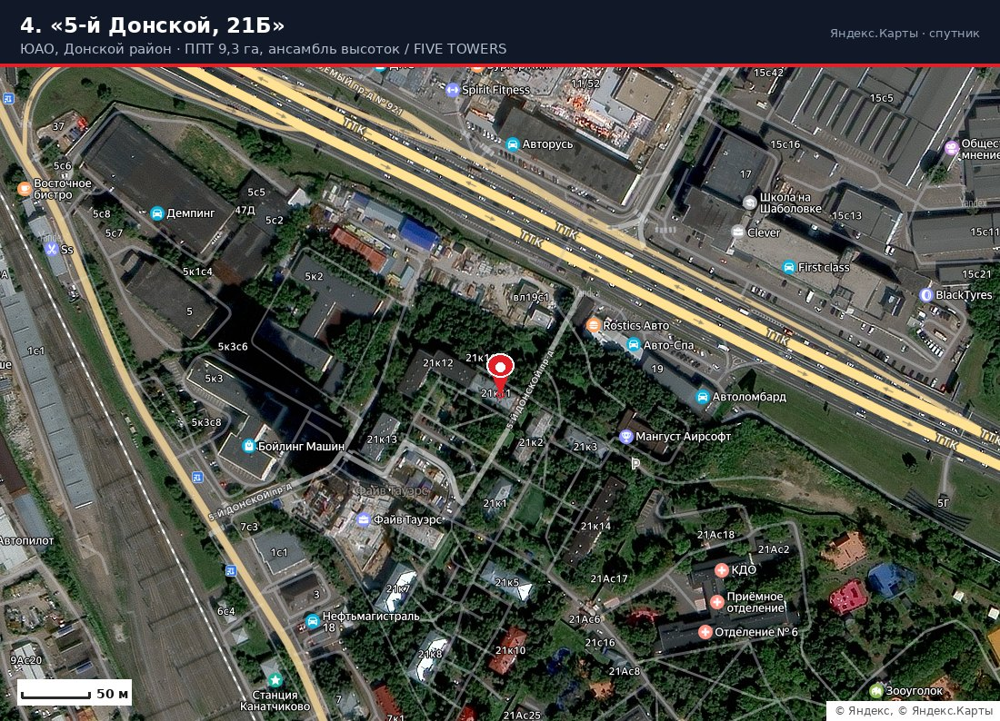 4. «5-й Донской, 21Б»
ЮАО, Донской район · ППТ 9,3 га, ансамбль высоток / FIVE TOWERS
Яндекс.Карты · спутник
15с42
11/52
Spirit Fitness
15с5
37
ТТК
Авторусь
15с16
Общест
мнение
5с6
17
Восточное
бистро
5с5
Школа на
Шаболовке
47Д
5с8
Демпинг
5с2
15с13
5с7
ТТК
ТТК
Clever
15с11
Ss
5к1с4
5к2
First class
15с21
вл19с1
BlackTyres
5
Rostics Авто
ТТК
1с1
5к3с6
Авто-Спа
21к12
5к3
19
21к11
5-й ДОНСКОЙ пр-д
Автоломбард
5к3с8
21к13
Бойлинг Машин
21к2
21к3
Мангуст Аирсофт
ТТК
ТТК
P
5-й ДОНСКОЙ пр-д
Файв Тауэрс
21к1
5Г
7с3
Файв Тауэрс
21к14
Автопилот
21Ас18
1с1
21Ас2
КДО
21Ас17
21к5
3
21к7
Приёмное
отделение
6с4
Нефтьмагистраль
18
21Ас6
Отделение № 6
21с16
21к8
21к10
9Ас20
21Ас8
Станция
Канатчиково
50 м
7
Зооуголок
7к1
21Ас25
© Яндекс, © Яндекс.Карты